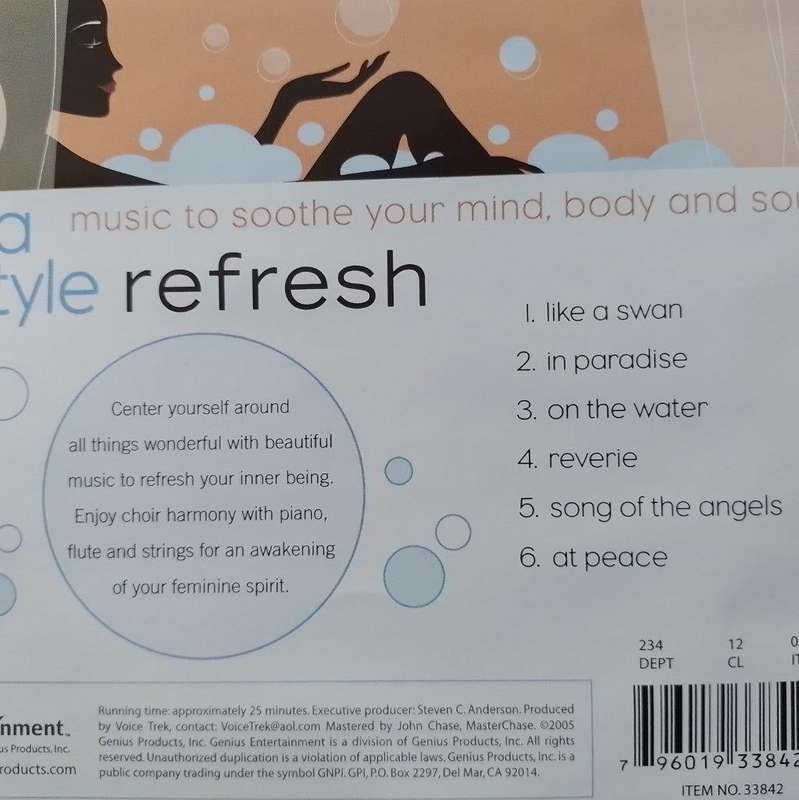 a music to soothe your mind, body and sou
tyle refresh
1. like a swan
2. in paradise
3. on the water
4. reverie
5. song of the angels
6. at peace
Center yourself around
all things wonderful with beautiful
music to refresh your inner being.
Enjoy choir harmony with piano,
flute and strings for an awakening
of your feminine spirit.
234 12 0
DEPT CL IT
nment™
us Products, Inc.
roducts.com
Running time: approximately 25 minutes. Executive producer: Steven C. Anderson. Produced
by Voice Trek, contact: VoiceTrek@aol.com Mastered by John Chase, MasterChase. ©2005
Genius Products, Inc. Genius Entertainment is a division of Genius Products, Inc. All rights
reserved. Unauthorized duplication is a violation of applicable laws. Genius Products, Inc. is a
public company trading under the symbol GNPI. GPI, P.O. Box 2297, Del Mar, CA 92014.
7 96019 33842
ITEM NO. 33842